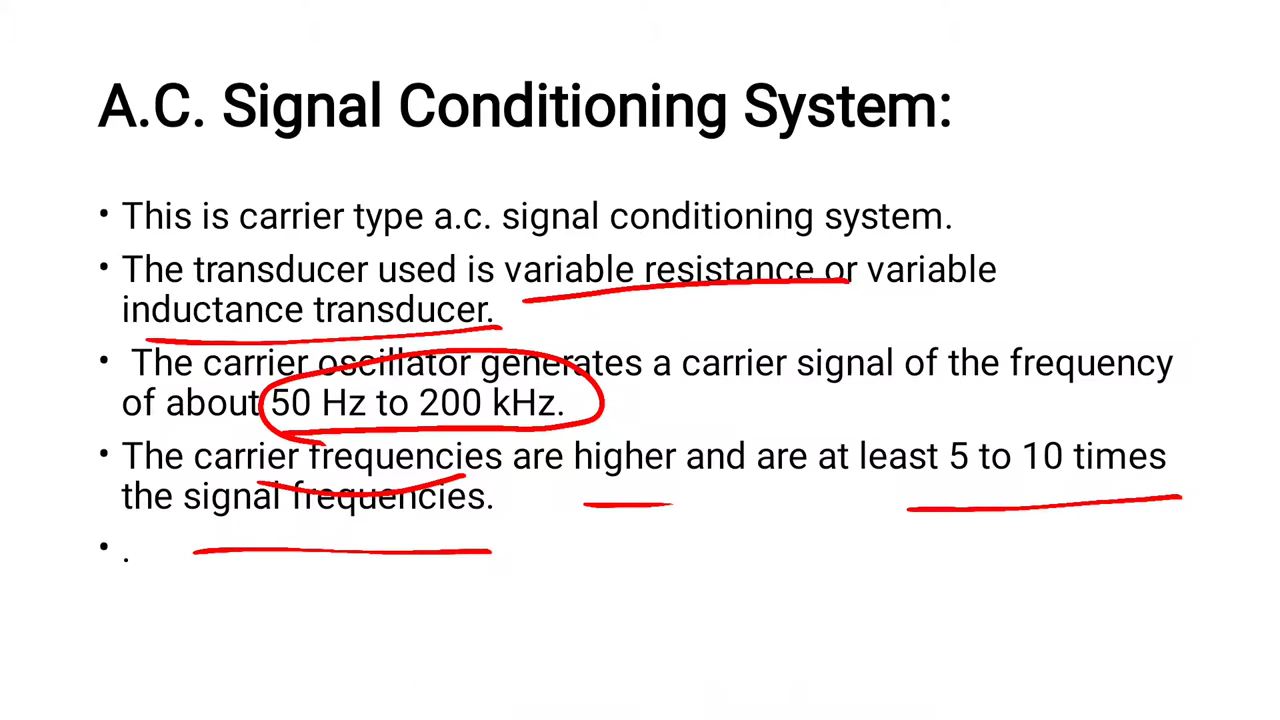 A.C. Signal Conditioning System:
• This is carrier type a.c. signal conditioning system.
• The transducer used is variable resistance or variable
inductance transducer.
• The carrier oscillator generates a carrier signal of the frequency
of about 50 Hz to 200 kHz.
• The carrier frequencies are higher and are at least 5 to 10 times
the signal frequencies.
• .